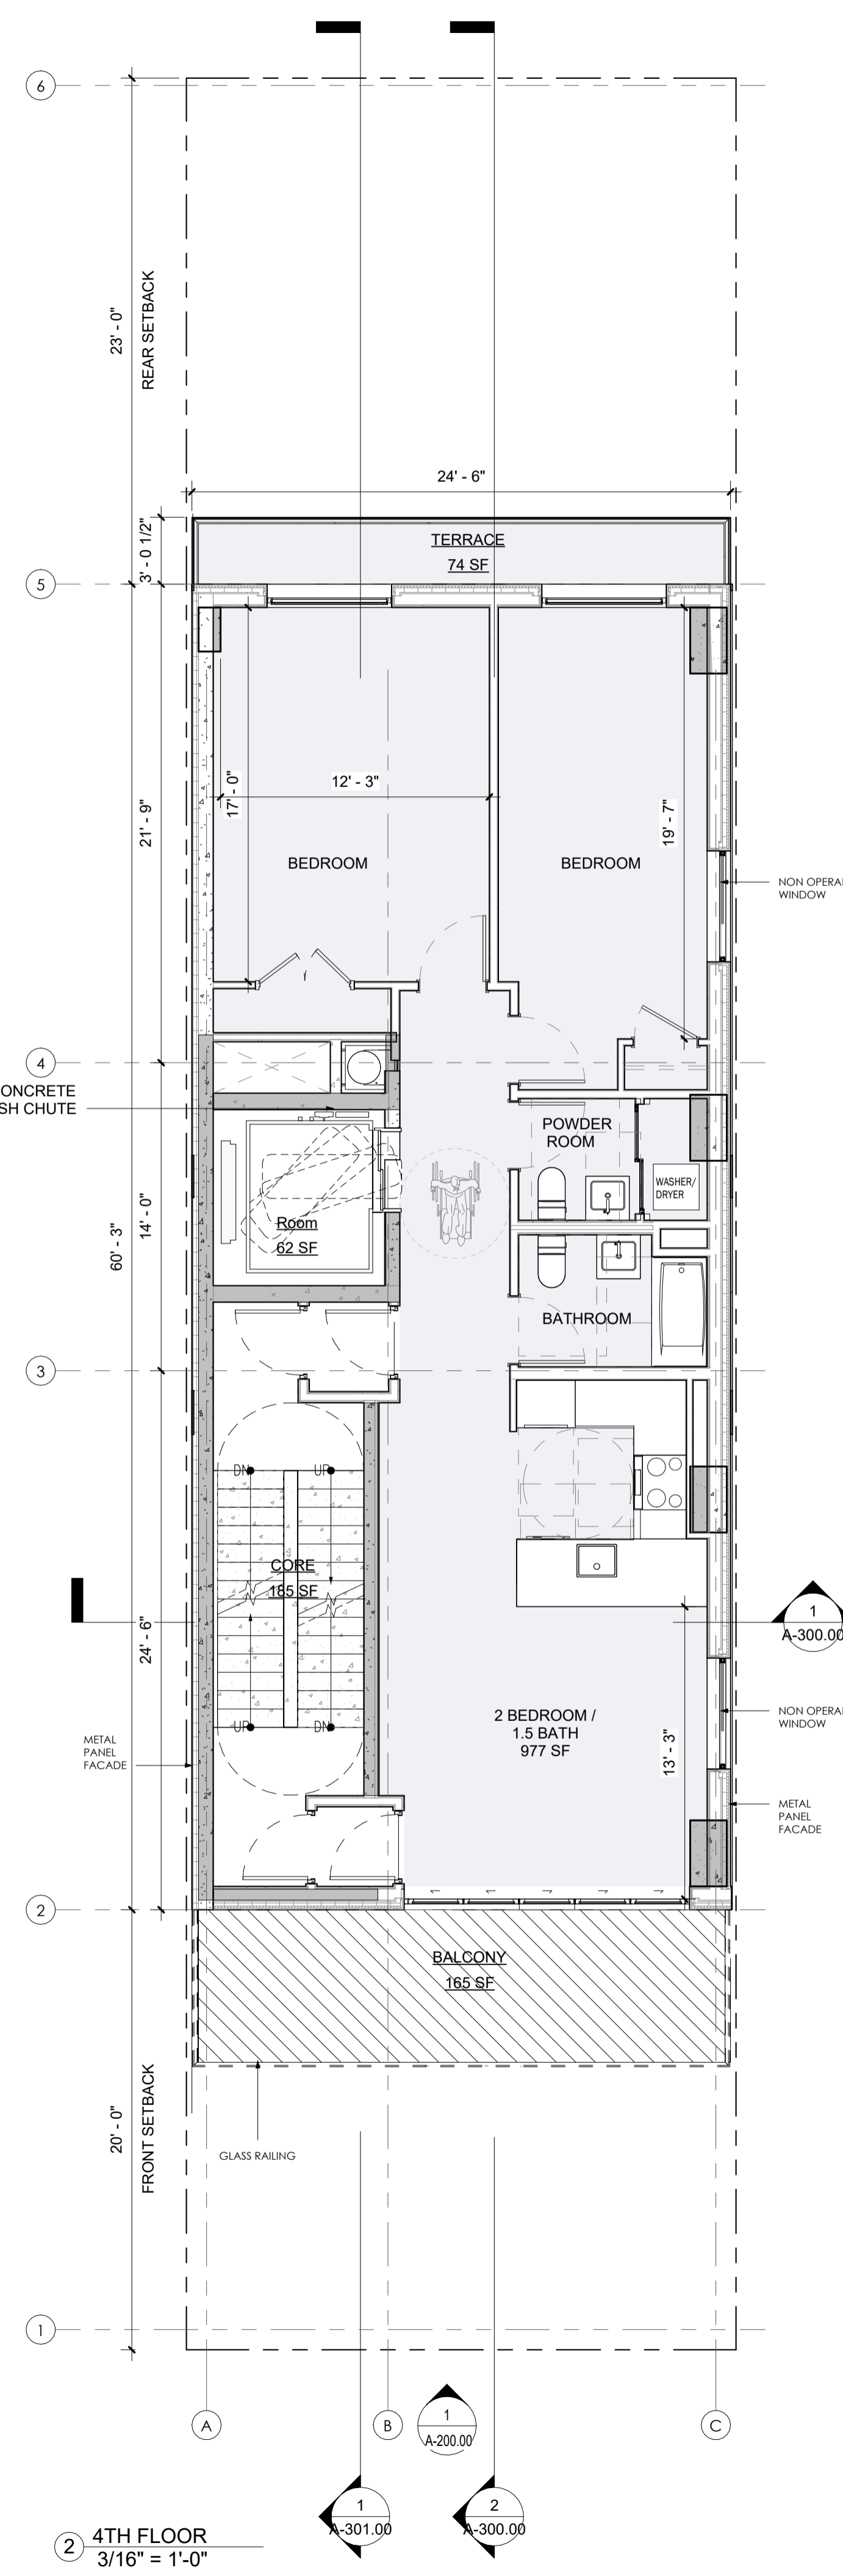 6
23' - 0"
REAR SETBACK
24' - 6"
3' - 0 1/2"
TERRACE
74 SF
5
12' - 3"
17' - 0"
19' - 7"
21' - 9"
BEDROOM
BEDROOM
NON OPERA
WINDOW
4
ONCRETE
SH CHUTE
POWDER
ROOM
WASHER/
DRYER
14' - 0"
60' - 3"
Room
62 SF
BATHROOM
3
DN
UP
CORE
185 SF
24' - 6"
1
A-300.00
2 BEDROOM /
1.5 BATH
977 SF
13' - 3"
NON OPERA
WINDOW
UP
DN
METAL
PANEL
FACADE
METAL
PANEL
FACADE
2
BALCONY
165 SF
20' - 0"
FRONT SETBACK
GLASS RAILING
1
A
B
C
1
A-200.00
1
A-301.00
2
A-300.00
2
4TH FLOOR
3/16" = 1'-0"